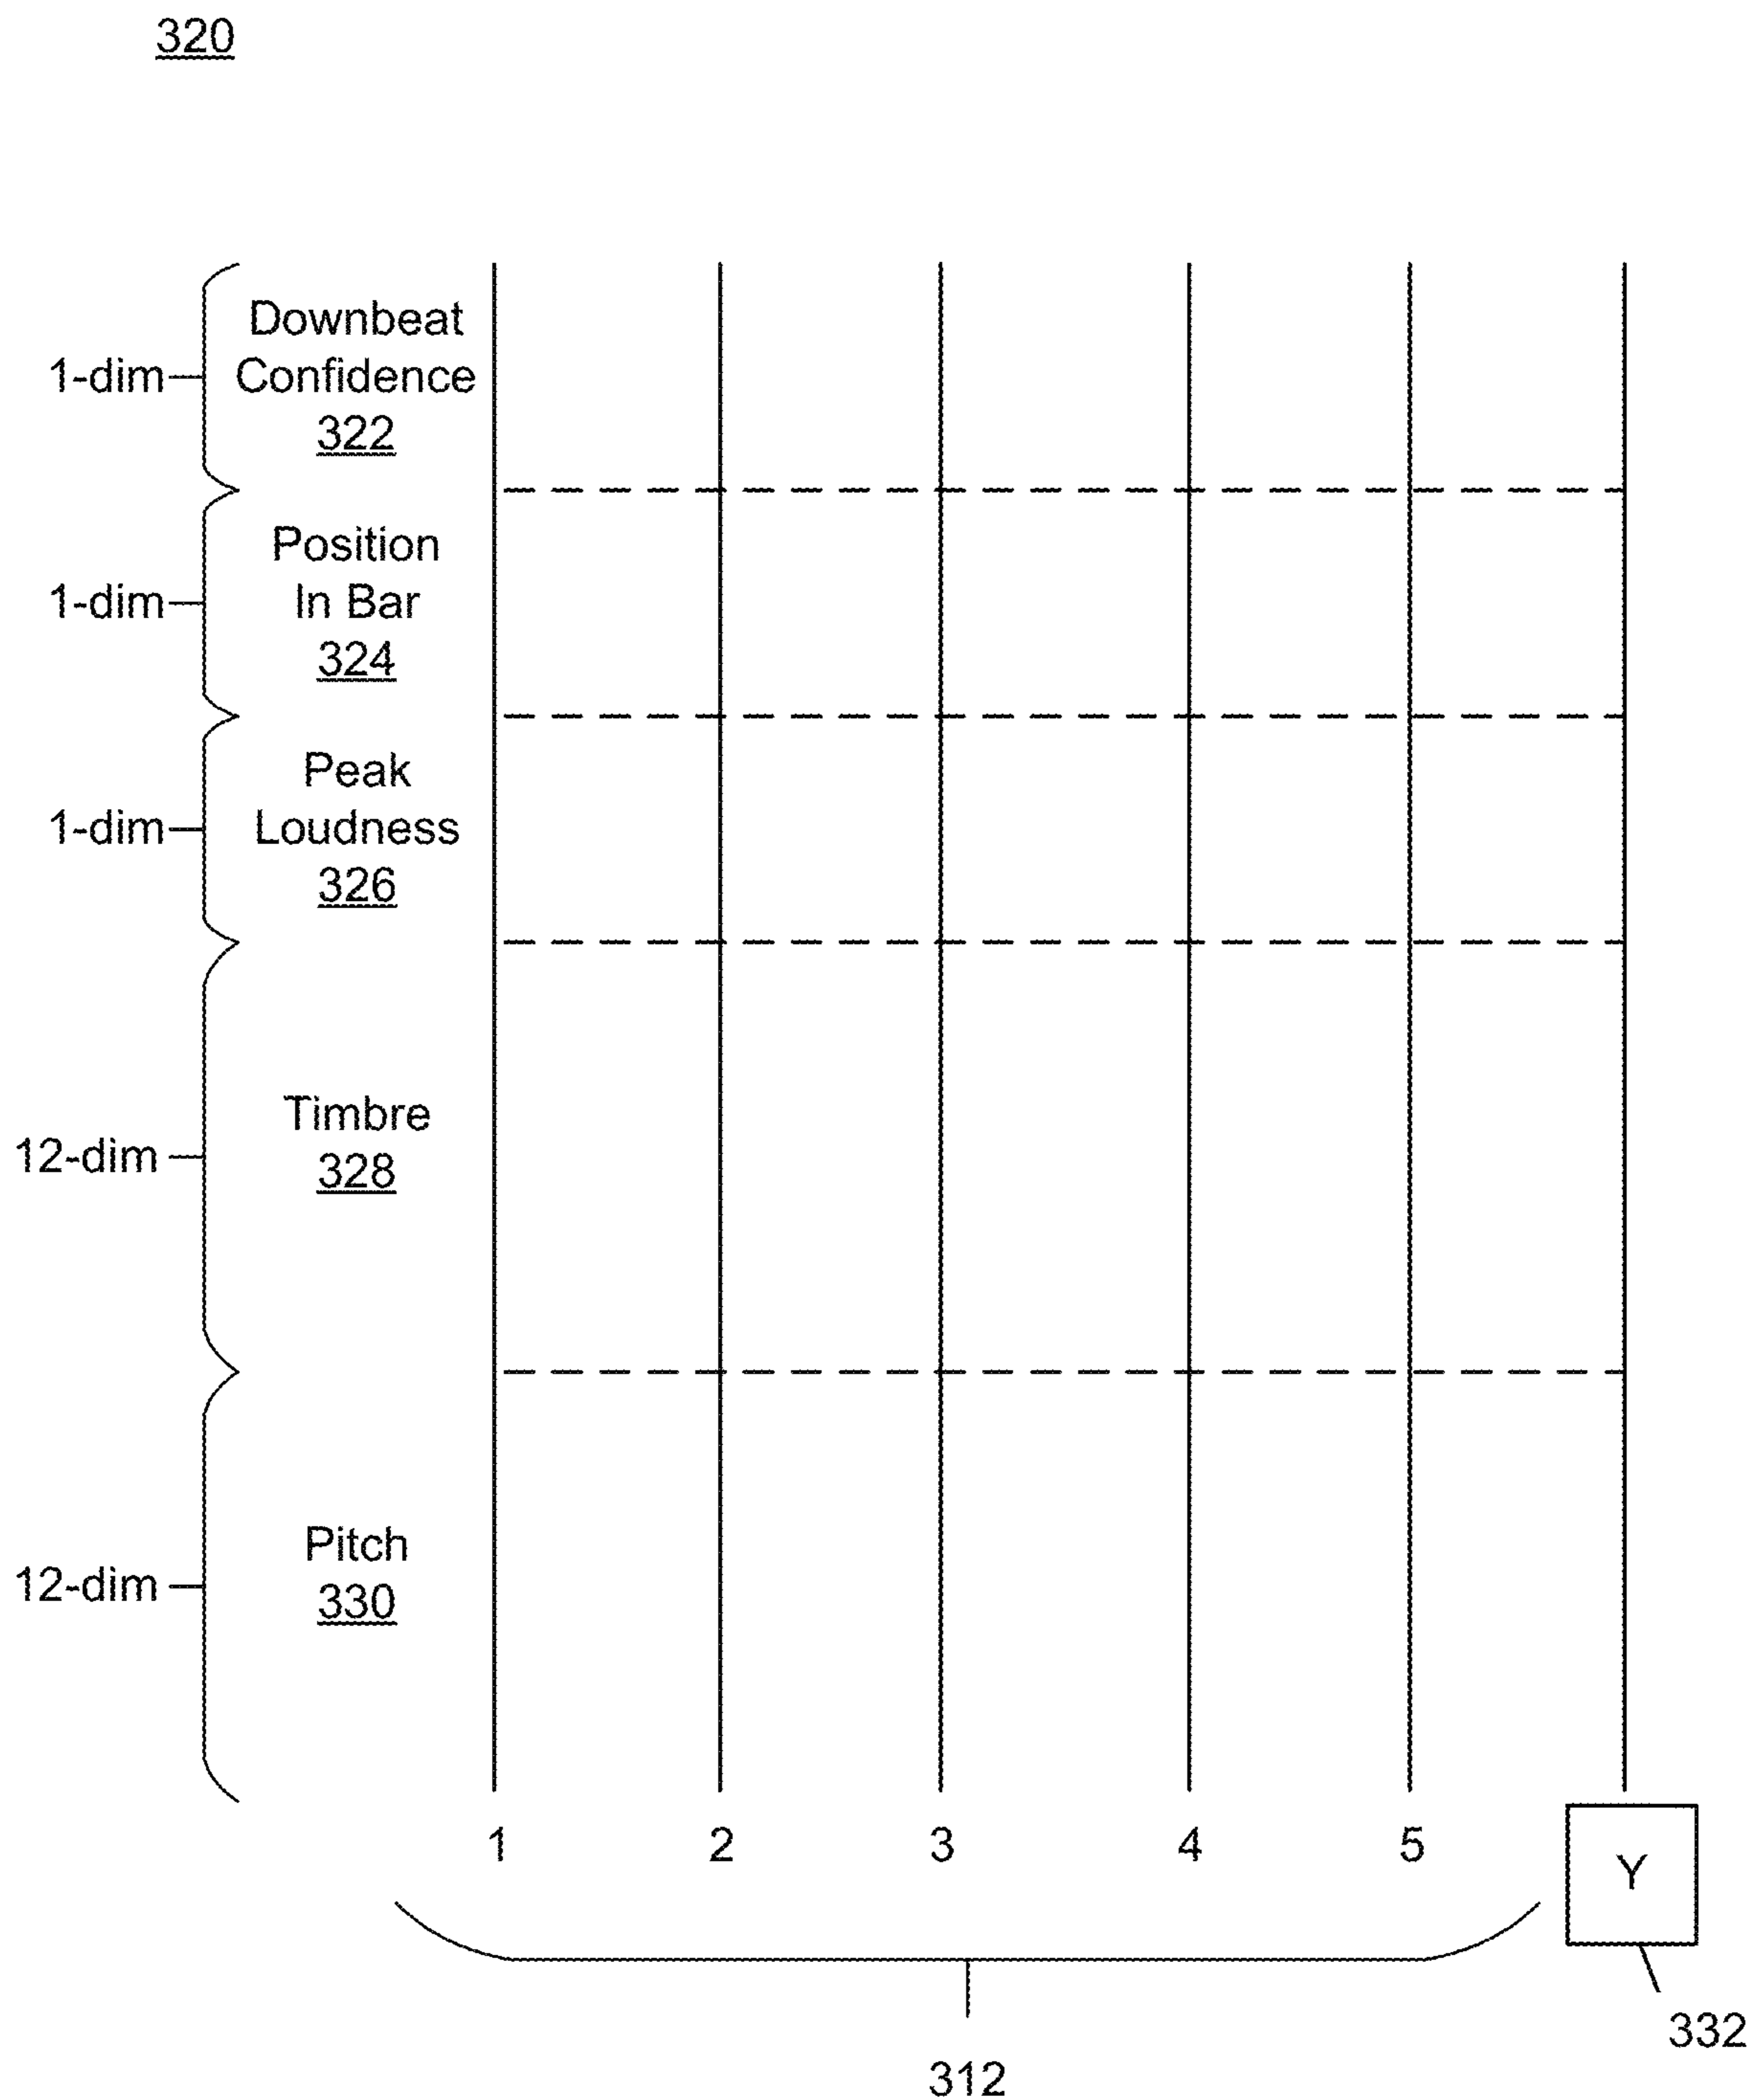 320
Downbeat
1-dim Confidence
322
Position
1-dim In Bar
324
Peak
1-dim Loudness
326
Timbre
12-dim
328
Pitch
12-dim
330
1 2 3 4 5
Y
332
312